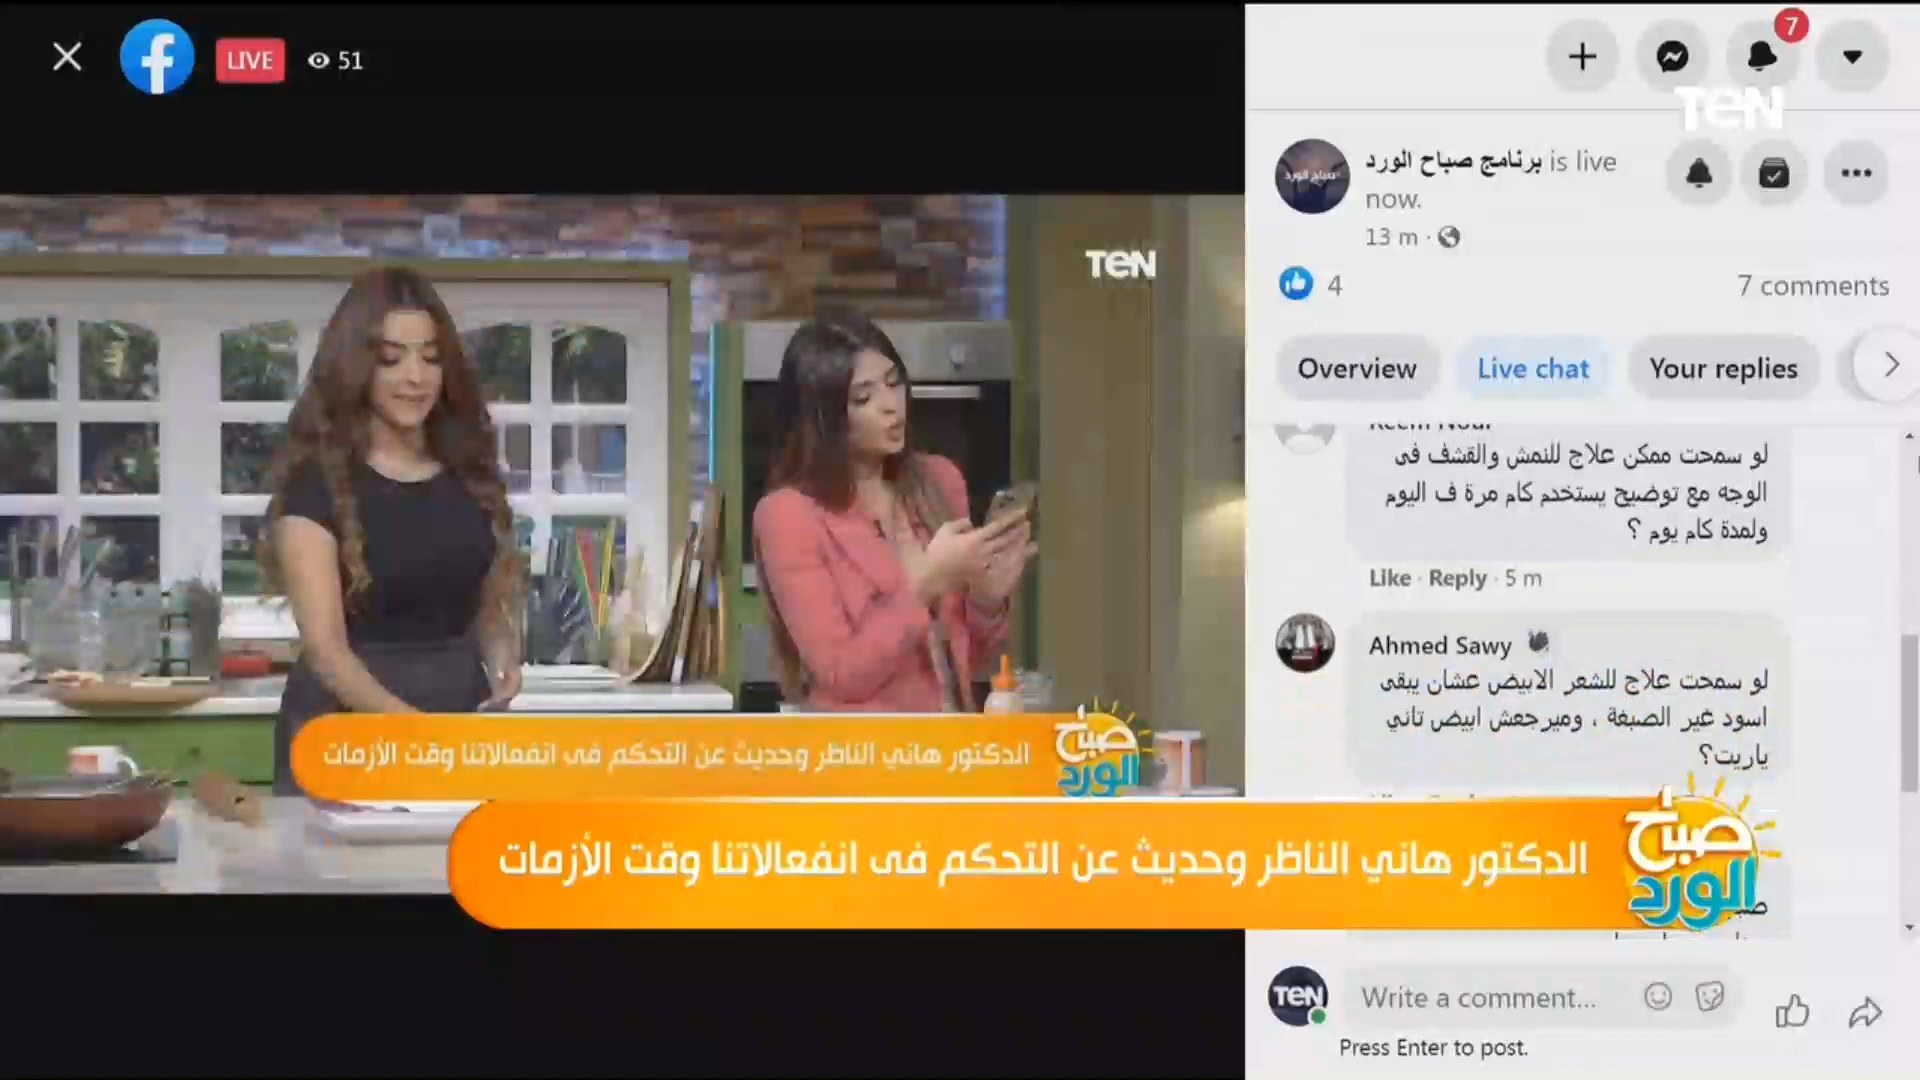 LIVE
51
7
TEN
برنامج صباح الورد is live
now.
13 m
4
7 comments
Overview
Live chat
Your replies
لو سمحت ممكن علاج للنمش والقشف فى
الوجه مع توضيح يستخدم كام مرة ف اليوم
ولمدة كام يوم ؟
Like · Reply · 5 m
Ahmed Sawy
لو سمحت علاج للشعر الابيض عشان يبقى
اسود غير الصبغة ، وميرجعش ابيض تاني
ياريت؟
TEN
الدكتور هاني الناظر وحديث عن التحكم فى انفعالاتنا وقت الأزمات
صباح
الورد
الدكتور هاني الناظر وحديث عن التحكم فى انفعالاتنا وقت الأزمات
صباح
الورد
TEN
Write a comment...
Press Enter to post.